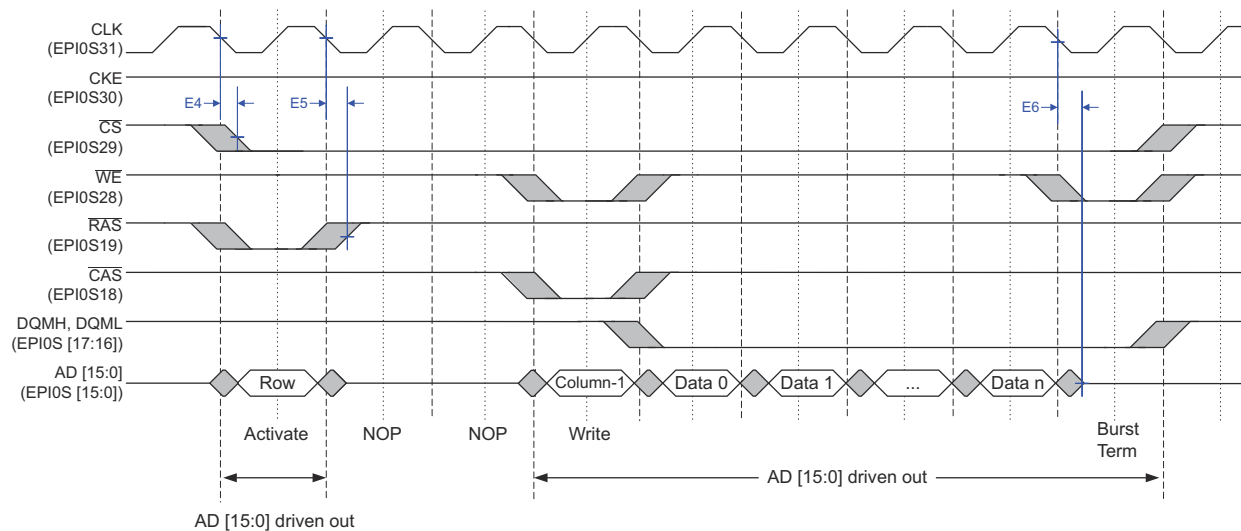 CLK
(EPI0S31)
CKE
(EPI0S30)
E4
E5
E6
CS
(EPI0S29)
WE
(EPI0S28)
RAS
(EPI0S19)
CAS
(EPI0S18)
DQMH, DQML
(EPI0S [17:16])
AD [15:0]
(EPI0S [15:0])
Row
Column-1
Data 0
Data 1
...
Data n
Activate
NOP
NOP
Write
Burst
Term
AD [15:0] driven out
AD [15:0] driven out